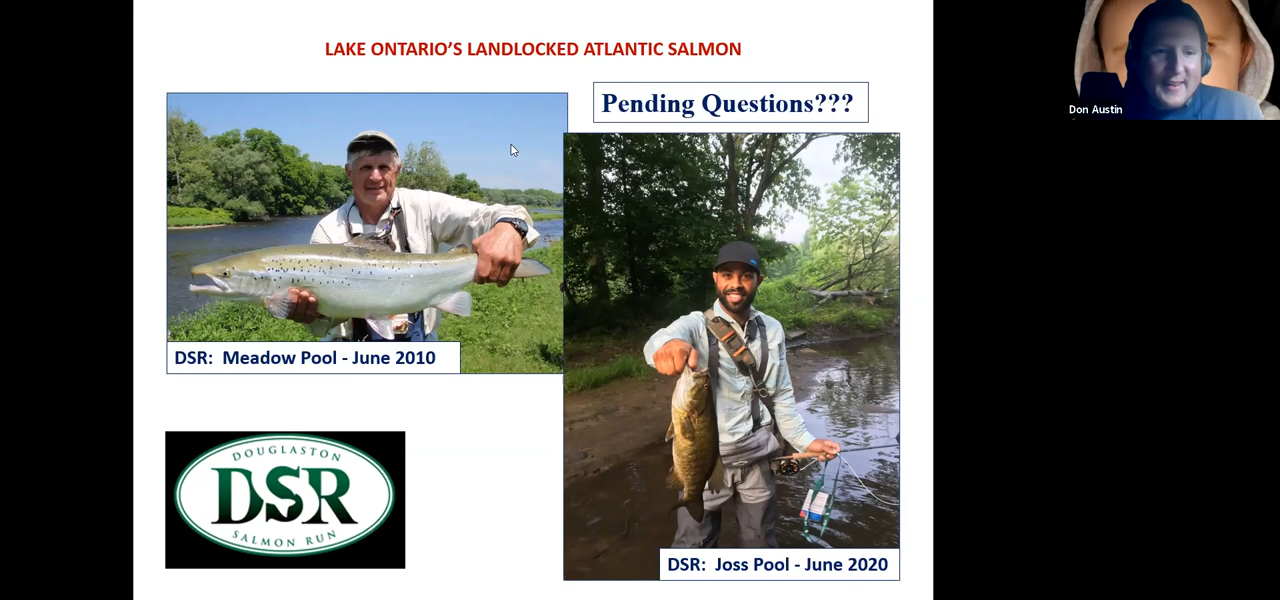 LAKE ONTARIO'S LANDLOCKED ATLANTIC SALMON
Pending Questions???
Don Austin
DSR: Meadow Pool - June 2010
DOUGLASTON
DSR
SALMON RUN
DSR: Joss Pool - June 2020